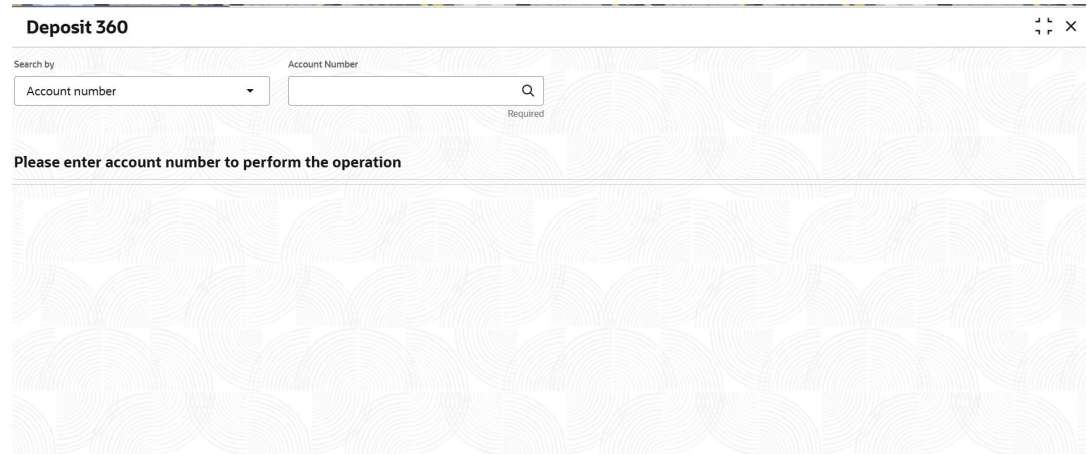 Deposit 360
Search by
Account Number
Account number
Required
Please enter account number to perform the operation